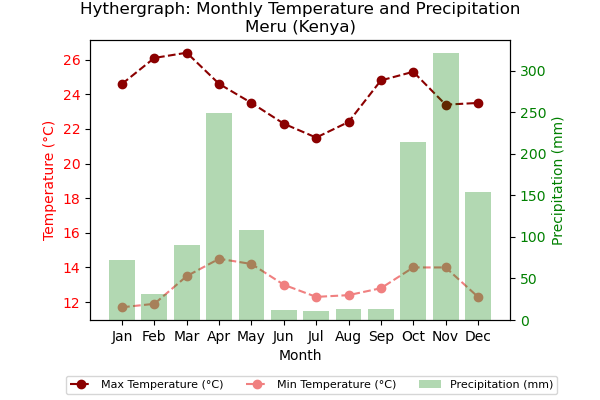 Hythergraph: Monthly Temperature and Precipitation
Meru (Kenya)
26
24
22
20
18
16
14
12
Temperature (°C)
300
250
200
150
100
50
0
Precipitation (mm)
Jan Feb Mar Apr May Jun Jul Aug Sep Oct Nov Dec
Month
Max Temperature (°C) Min Temperature (°C) Precipitation (mm)